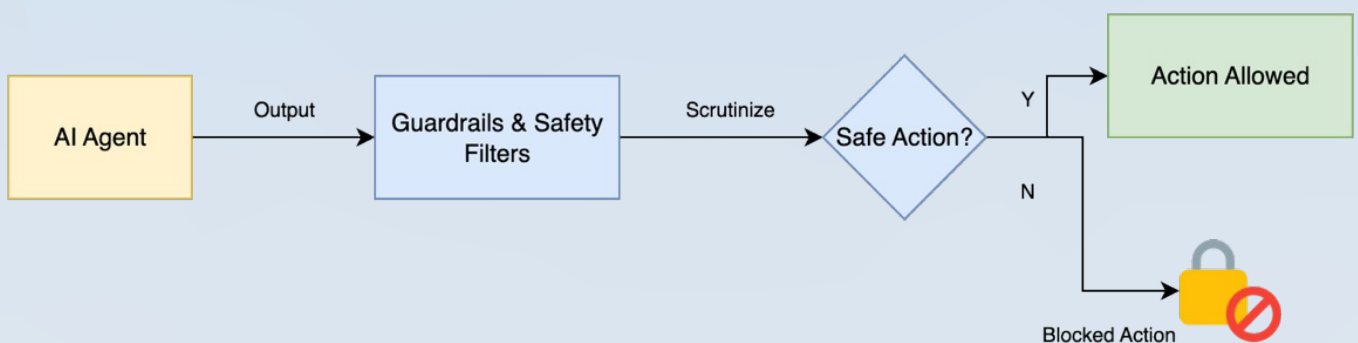 AI Agent
Output
Guardrails & Safety
Filters
Scrutinize
Safe Action?
Y
N
Action Allowed
Blocked Action